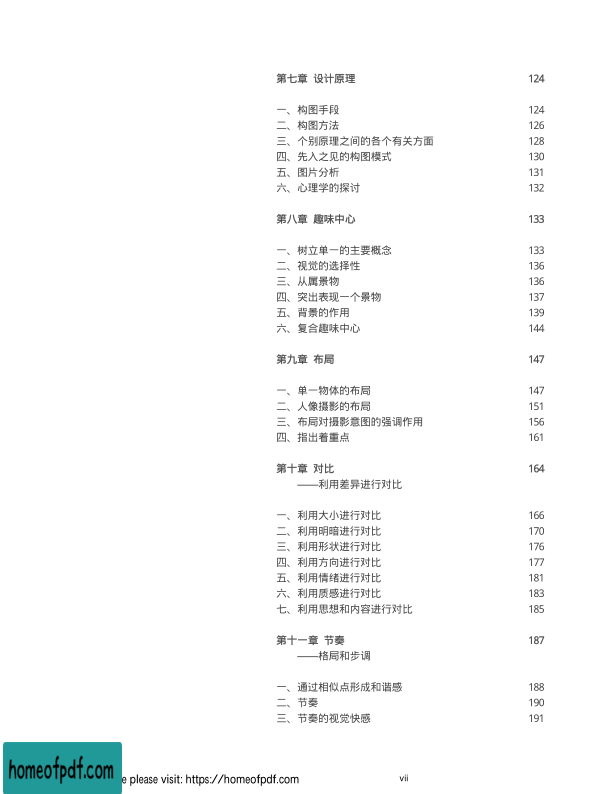 第七章 设计原理 124
一、构图手段 124
二、构图方法 126
三、个别原理之间的各个有关方面 128
四、先入之见的构图模式 130
五、图片分析 131
六、心理学的探讨 132
第八章 趣味中心 133
一、树立单一的主要概念 133
二、视觉的选择性 136
三、从属景物 136
四、突出表现一个景物 137
五、背景的作用 139
六、复合趣味中心 144
第九章 布局 147
一、单一物体的布局 147
二、人像摄影的布局 151
三、布局对摄影意图的强调作用 156
四、指出着重点 161
第十章 对比 164
——利用差异进行对比
一、利用大小进行对比 166
二、利用明暗进行对比 170
三、利用形状进行对比 176
四、利用方向进行对比 177
五、利用情绪进行对比 181
六、利用质感进行对比 183
七、利用思想和内容进行对比 185
第十一章 节奏 187
——格局和步调
一、通过相似点形成和谐感 188
二、节奏 190
三、节奏的视觉快感 191
homeofpdf.com
e please visit: https://homeofpdf.com
vii